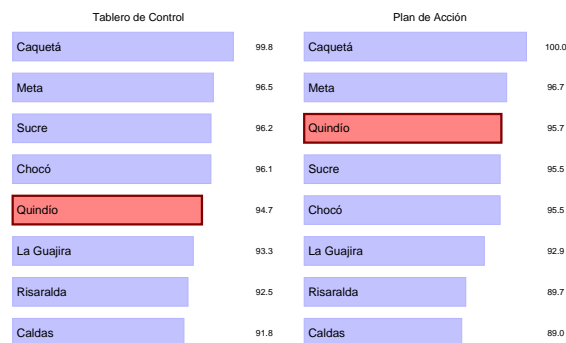 Tablero de Control
Caquetá 99.8
Meta 96.5
Sucre 96.2
Chocó 96.1
Quindío 94.7
La Guajira 93.3
Risaralda 92.5
Caldas 91.8
Plan de Acción
Caquetá 100.0
Meta 96.7
Quindío 95.7
Sucre 95.5
Chocó 95.5
La Guajira 92.9
Risaralda 89.7
Caldas 89.0